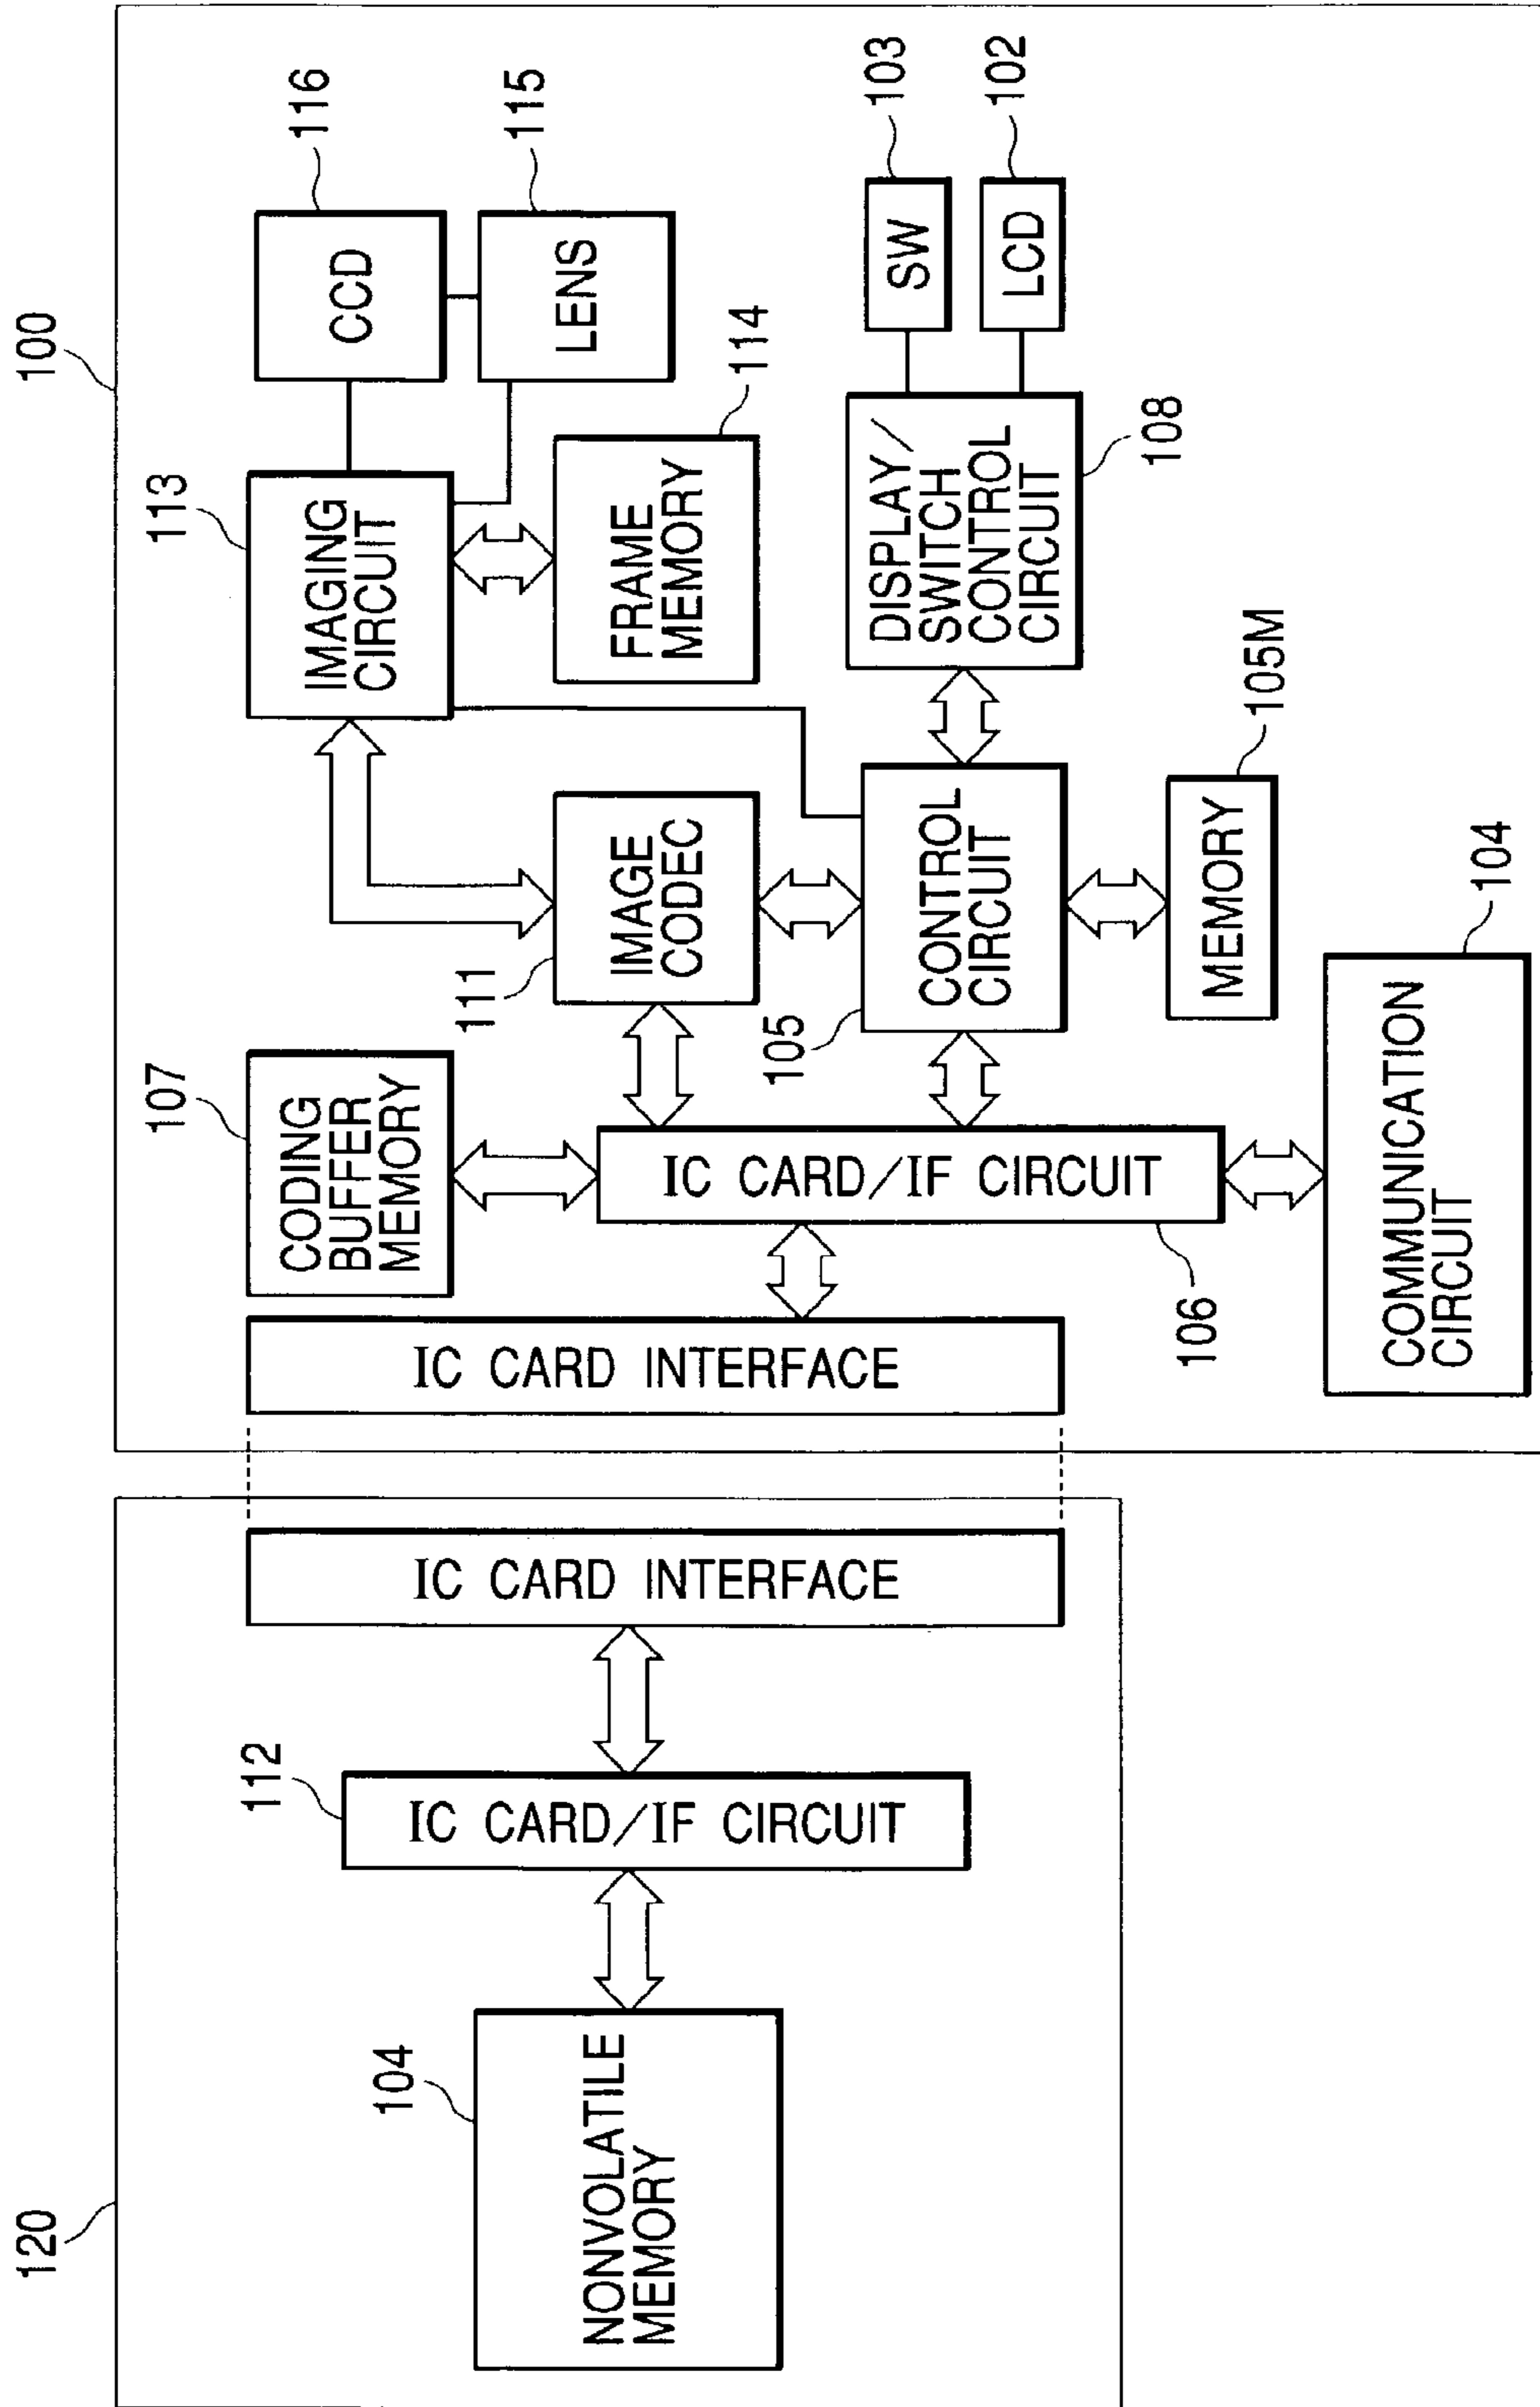 120
104
NONVOLATILE
MEMORY
112
IC CARD/IF CIRCUIT
IC CARD INTERFACE
100
IC CARD INTERFACE
107
CODING
BUFFER
MEMORY
IC CARD/IF CIRCUIT
106
COMMUNICATION
CIRCUIT
104
111
IMAGE
CODEC
105
CONTROL
CIRCUIT
MEMORY
105M
113
IMAGING
CIRCUIT
FRAME
MEMORY
114
DISPLAY/
SWITCH
CONTROL
CIRCUIT
108
CCD
116
LENS
115
SW
103
LCD
102